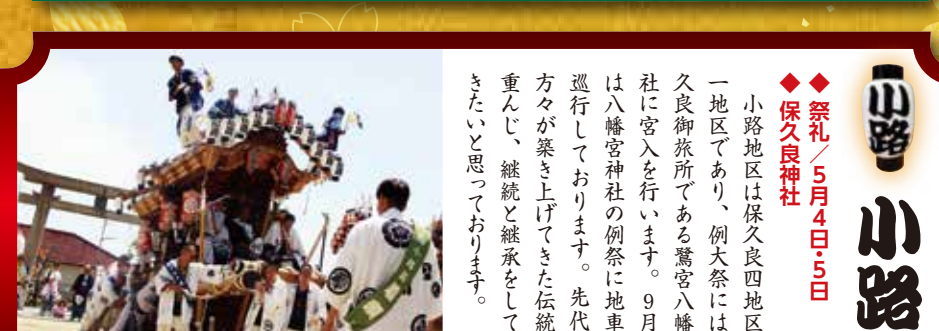 小路
小路
◆ 祭礼／5月4日・5日
◆ 保久良神社
小路地区は保久良四地区
一地区であり、例大祭には
久良御旅所である鷺宮八幡
社に宮入を行います。9月
は八幡宮神社の例祭に地車
巡行しております。先代
方々が築き上げてきた伝統
重んじ、継続と継承をして
きたいと思っております。